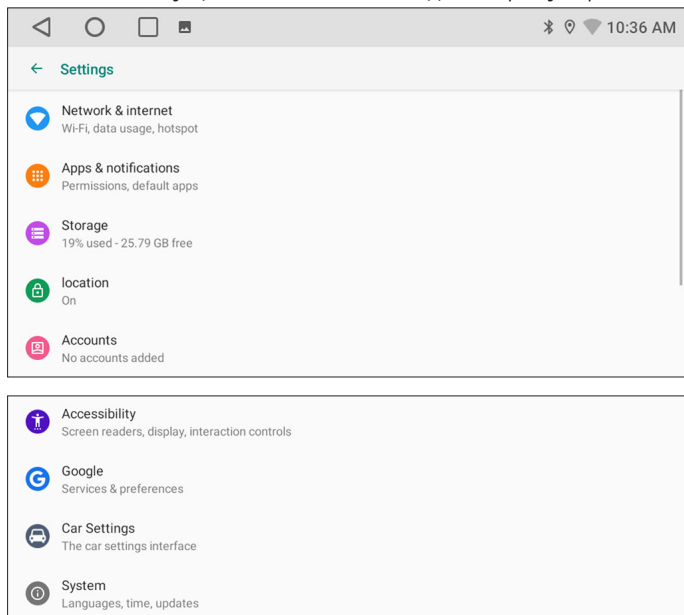 10:36 AM
Settings
Network & internet
Wi-Fi, data usage, hotspot
Apps & notifications
Permissions, default apps
Storage
19% used - 25.79 GB free
location
On
Accounts
No accounts added
Accessibility
Screen readers, display, interaction controls
Google
Services & preferences
Car Settings
The car settings interface
System
Languages, time, updates